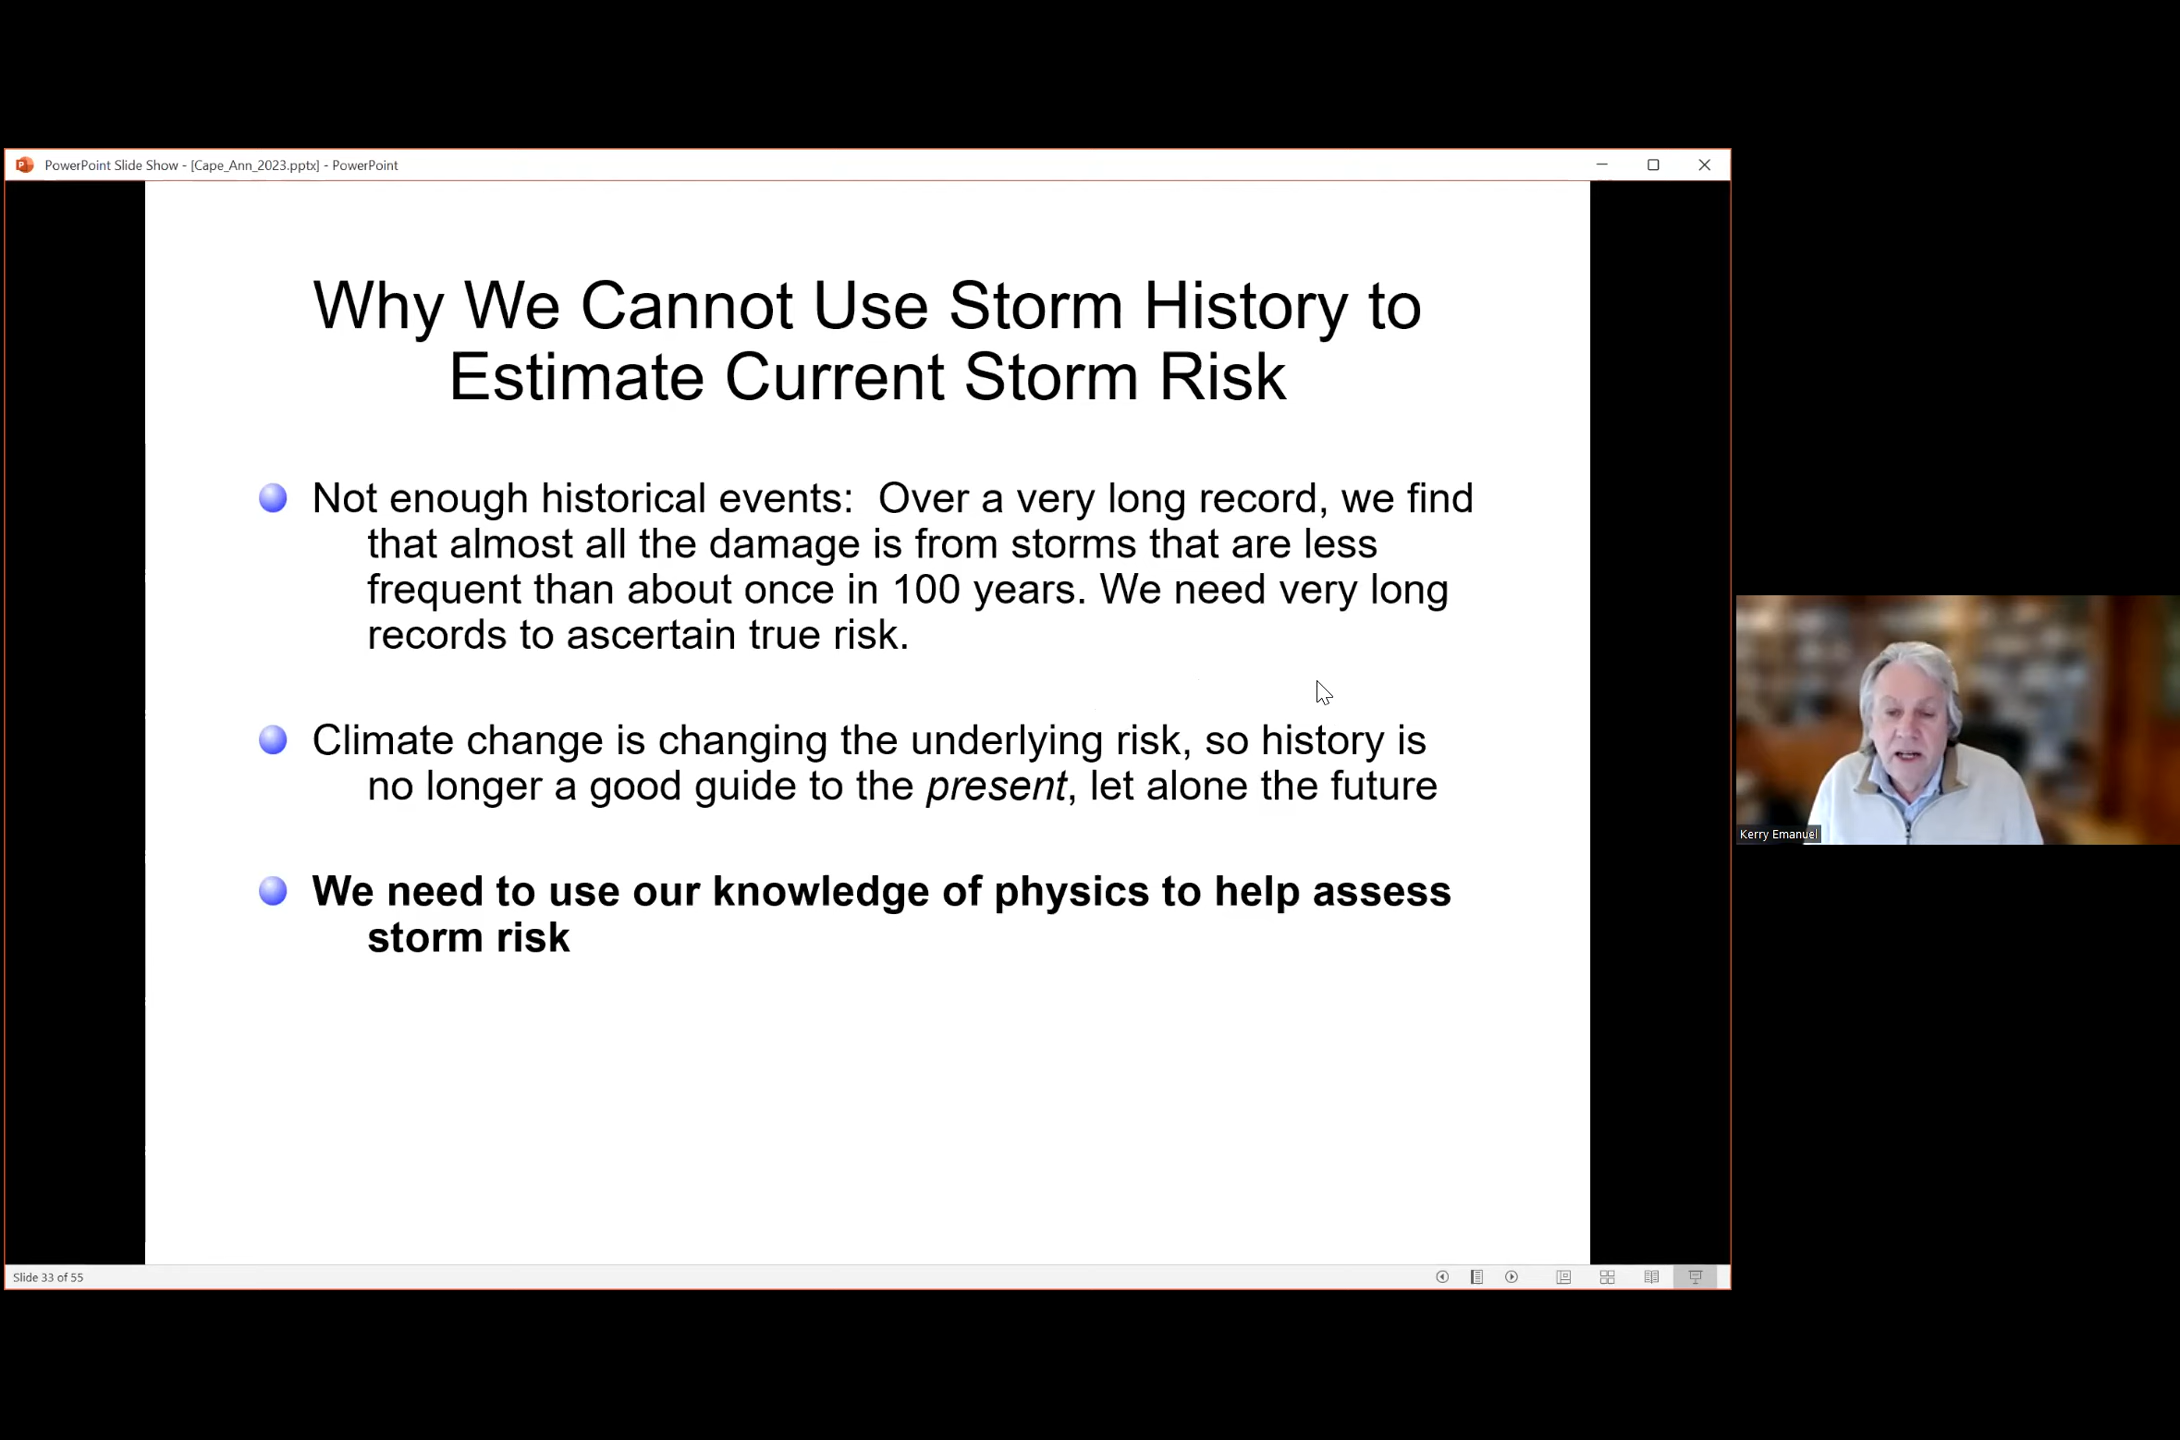 PowerPoint Slide Show - [Cape_Ann_2023.pptx] - PowerPoint
Why We Cannot Use Storm History to
Estimate Current Storm Risk
Not enough historical events:  Over a very long record, we find
that almost all the damage is from storms that are less
frequent than about once in 100 years. We need very long
records to ascertain true risk.
Climate change is changing the underlying risk, so history is
no longer a good guide to the present, let alone the future
We need to use our knowledge of physics to help assess
storm risk
Kerry Emanuel
Slide 33 of 55